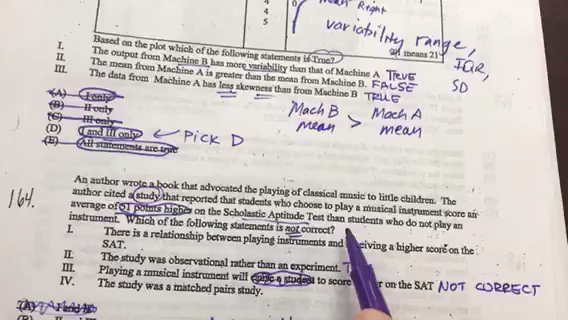 4
4
5
0
Mean Right
variability range,
IQR,
SD
2|1 means 21
Based on the plot which of the following statements is True?
I. The output from Machine B has more variability than that of Machine A TRUE
II. The mean from Machine A is greater than the mean from Machine B. FALSE
III. The data from Machine A has less skewness than from Machine B TRUE
(A) I only
(B) II only
(C) III only
(D) I and III only
(E) All statements are true
PICK D
Mach B mean > Mach A mean
164.
An author wrote a book that advocated the playing of classical music to little children. The
author cited a study that reported that students who choose to play a musical instrument score an
average of 51 points higher on the Scholastic Aptitude Test than students who do not play an
instrument. Which of the following statements is not correct?
I. There is a relationship between playing instruments and receiving a higher score on the
SAT.
II. The study was observational rather than an experiment. T
III. Playing a musical instrument will cause a student to score on the SAT NOT CORRECT
IV. The study was a matched pairs study.
(A)